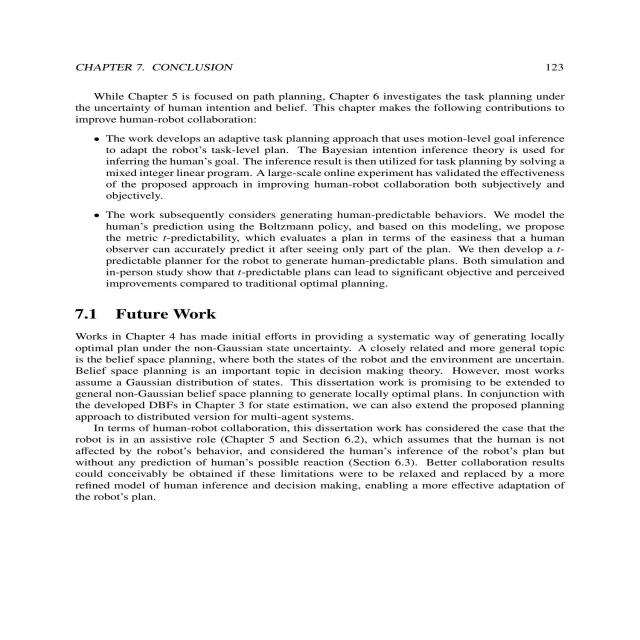 CHAPTER 7. CONCLUSION 123
While Chapter 5 is focused on path planning, Chapter 6 investigates the task planning under
the uncertainty of human intention and belief. This chapter makes the following contributions to
improve human-robot collaboration:
• The work develops an adaptive task planning approach that uses motion-level goal inference
to adapt the robot's task-level plan. The Bayesian intention inference theory is used for
inferring the human's goal. The inference result is then utilized for task planning by solving a
mixed integer linear program. A large-scale online experiment has validated the effectiveness
of the proposed approach in improving human-robot collaboration both subjectively and
objectively.
• The work subsequently considers generating human-predictable behaviors. We model the
human's prediction using the Boltzmann policy, and based on this modeling, we propose
the metric t-predictability, which evaluates a plan in terms of the easiness that a human
observer can accurately predict it after seeing only part of the plan. We then develop a t-
predictable planner for the robot to generate human-predictable plans. Both simulation and
in-person study show that t-predictable plans can lead to significant objective and perceived
improvements compared to traditional optimal planning.
7.1 Future Work
Works in Chapter 4 has made initial efforts in providing a systematic way of generating locally
optimal plan under the non-Gaussian state uncertainty. A closely related and more general topic
is the belief space planning, where both the states of the robot and the environment are uncertain.
Belief space planning is an important topic in decision making theory. However, most works
assume a Gaussian distribution of states. This dissertation work is promising to be extended to
general non-Gaussian belief space planning to generate locally optimal plans. In conjunction with
the developed DBFs in Chapter 3 for state estimation, we can also extend the proposed planning
approach to distributed version for multi-agent systems.
In terms of human-robot collaboration, this dissertation work has considered the case that the
robot is in an assistive role (Chapter 5 and Section 6.2), which assumes that the human is not
affected by the robot's behavior, and considered the human's inference of the robot's plan but
without any prediction of human's possible reaction (Section 6.3). Better collaboration results
could conceivably be obtained if these limitations were to be relaxed and replaced by a more
refined model of human inference and decision making, enabling a more effective adaptation of
the robot's plan.